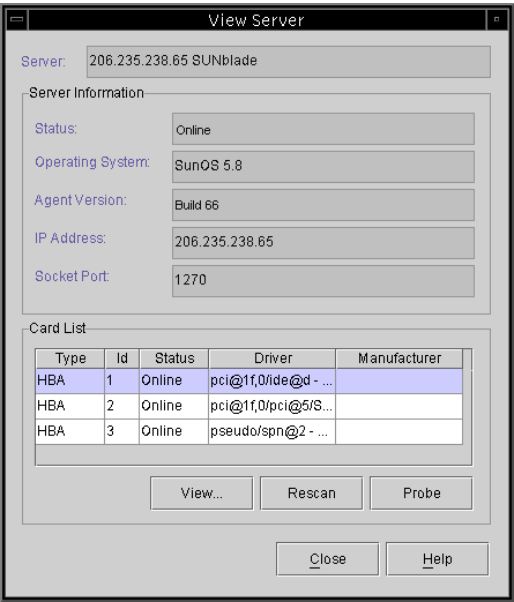 View Server
Server: 206.235.238.65 SUNblade
Server Information
Status: Online
Operating System: SunOS 5.8
Agent Version: Build 66
IP Address: 206.235.238.65
Socket Port: 1270
Card List
Type Id Status Driver Manufacturer
HBA 1 Online pci@1f,0/ide@d - ...
HBA 2 Online pci@1f,0/pci@5/S...
HBA 3 Online pseudo/spn@2 - ...
View... Rescan Probe
Close Help